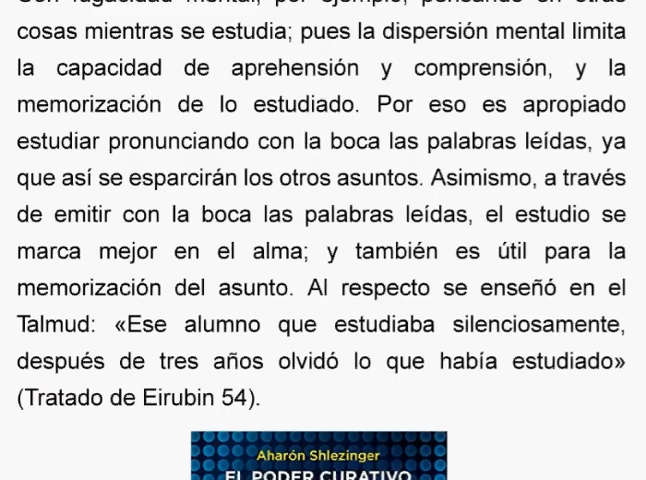 cosas mientras se estudia; pues la dispersión mental limita
la capacidad de aprehensión y comprensión, y la
memorización de lo estudiado. Por eso es apropiado
estudiar pronunciando con la boca las palabras leídas, ya
que así se esparcirán los otros asuntos. Asimismo, a través
de emitir con la boca las palabras leídas, el estudio se
marca mejor en el alma; y también es útil para la
memorización del asunto. Al respecto se enseñó en el
Talmud: «Ese alumno que estudiaba silenciosamente,
después de tres años olvidó lo que había estudiado»
(Tratado de Eirubin 54).
Aharón Shlezinger
EL PODER CURATIVO